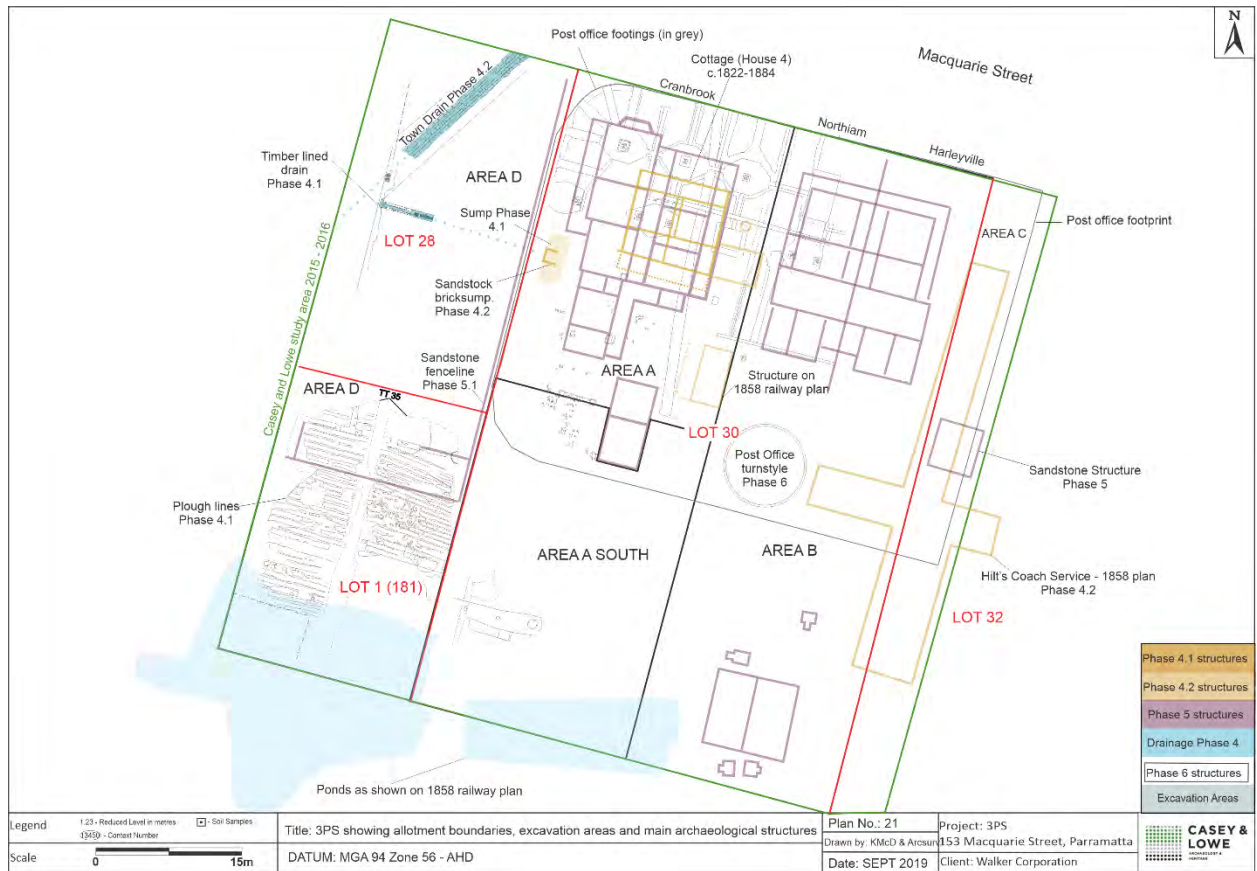 N
Macquarie Street
Post office footings (in grey)
Cottage (House 4)
c.1822-1884
Cranbrook
Northiam
Harleyville
Town Drain Phase 4.2
Timber lined
drain
Phase 4.1
AREA D
Sump Phase
4.1
LOT 28
Sandstock
bricksump.
Phase 4.2
Casey and Lowe study area 2015 - 2016
Sandstone
fenceline
Phase 5.1
AREA C
Post office footprint
AREA A
Structure on
1858 railway plan
AREA D
TT 35
LOT 30
Post Office
turnstyle
Phase 6
Sandstone Structure
Phase 5
Plough lines
Phase 4.1
AREA A SOUTH
AREA B
Hilt's Coach Service - 1858 plan
Phase 4.2
LOT 1 (181)
LOT 32
Ponds as shown on 1858 railway plan
Phase 4.1 structures
Phase 4.2 structures
Phase 5 structures
Drainage Phase 4
Phase 6 structures
Excavation Areas
Legend
1.23 - Reduced Level in metres
- Soil Samples
13450 - Context Number
Scale
0 15m
Title: 3PS showing allotment boundaries, excavation areas and main archaeological structures
DATUM: MGA 94 Zone 56 - AHD
Plan No.: 21
Drawn by: KMcD & Arcsurv
Date: SEPT 2019
Project: 3PS
153 Macquarie Street, Parramatta
Client: Walker Corporation
CASEY &
LOWE
ARCHAEOLOGY &
HERITAGE